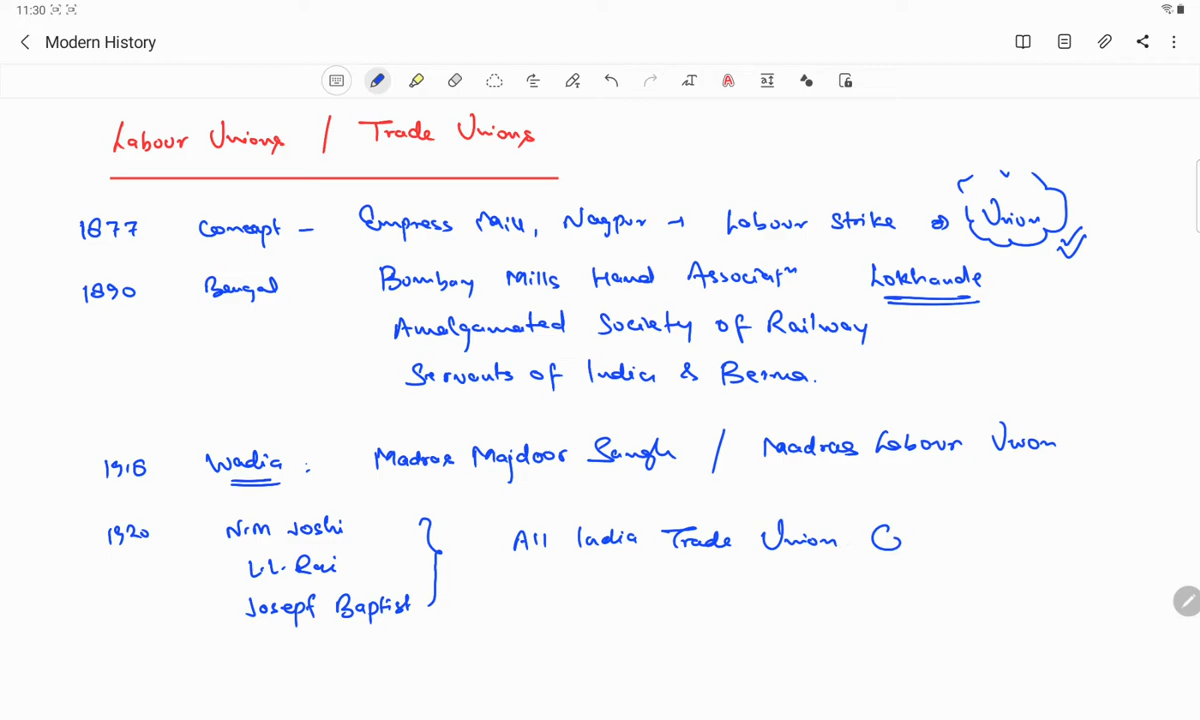 11:30
Modern History
Labour Unions / Trade Unions
1877 Concept – Empress Mill, Nagpur → Labour Strike ⇒ Union
1890 Bengal Bombay Mills Hand Associatⁿ Lokhande
Amalgamated Society of Railway
Servants of India & Berma.
1918 Wadia : Madras Majdoor Sangh / Madras Labour Union
1920 N.M Joshi All India Trade Union C
L.L. Rai
Josepf Baptist